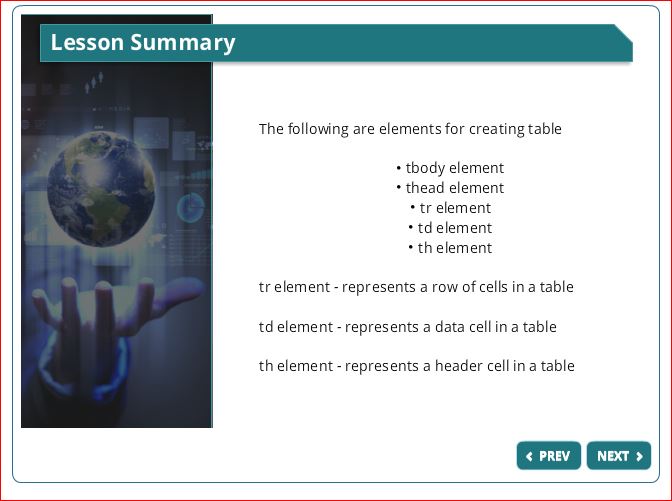 Lesson Summary
The following are elements for creating table
• tbody element
• thead element
• tr element
• td element
• th element
tr element - represents a row of cells in a table
td element - represents a data cell in a table
th element - represents a header cell in a table
PREV
NEXT